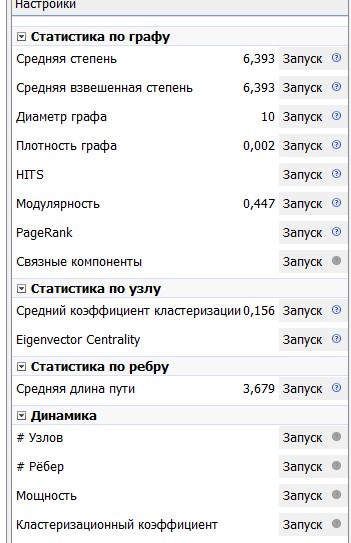 Настройки
Статистика по графу
Средняя степень 6,393 Запуск
Средняя взвешенная степень 6,393 Запуск
Диаметр графа 10 Запуск
Плотность графа 0,002 Запуск
HITS Запуск
Модулярность 0,447 Запуск
PageRank Запуск
Связные компоненты Запуск
Статистика по узлу
Средний коэффициент кластеризации 0,156 Запуск
Eigenvector Centrality Запуск
Статистика по ребру
Средняя длина пути 3,679 Запуск
Динамика
# Узлов Запуск
# Рёбер Запуск
Мощность Запуск
Кластеризационный коэффициент Запуск